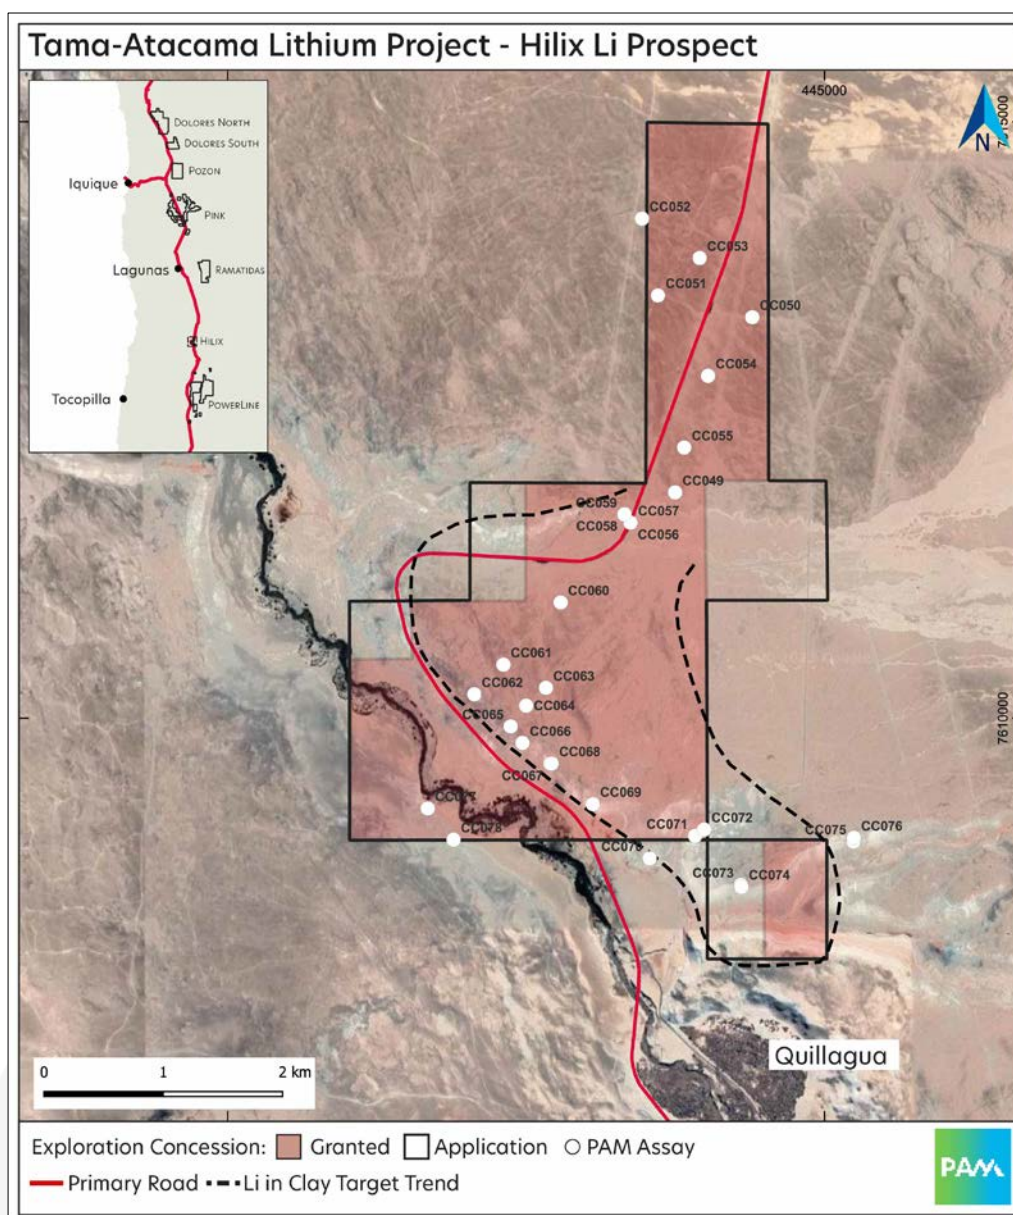 Tama-Atacama Lithium Project - Hilix Li Prospect
445000
7615000
N
DOLORES NORTH
DOLORES SOUTH
POZON
Iquique
PINK
Lagunas
RAMATIDAS
HILIX
Tocopilla
POWERLINE
CC052
CC053
CC051
CC050
CC054
CC055
CC049
CC059
CC057
CC058
CC056
CC060
CC061
CC062
CC063
CC064
CC065
CC066
7610000
CC068
CC067
CC069
CC077
CC078
CC071
CC072
CC075
CC076
CC070
CC073
CC074
Quillagua
0 1 2 km
Exploration Concession: Granted Application PAM Assay
Primary Road Li in Clay Target Trend
PAM